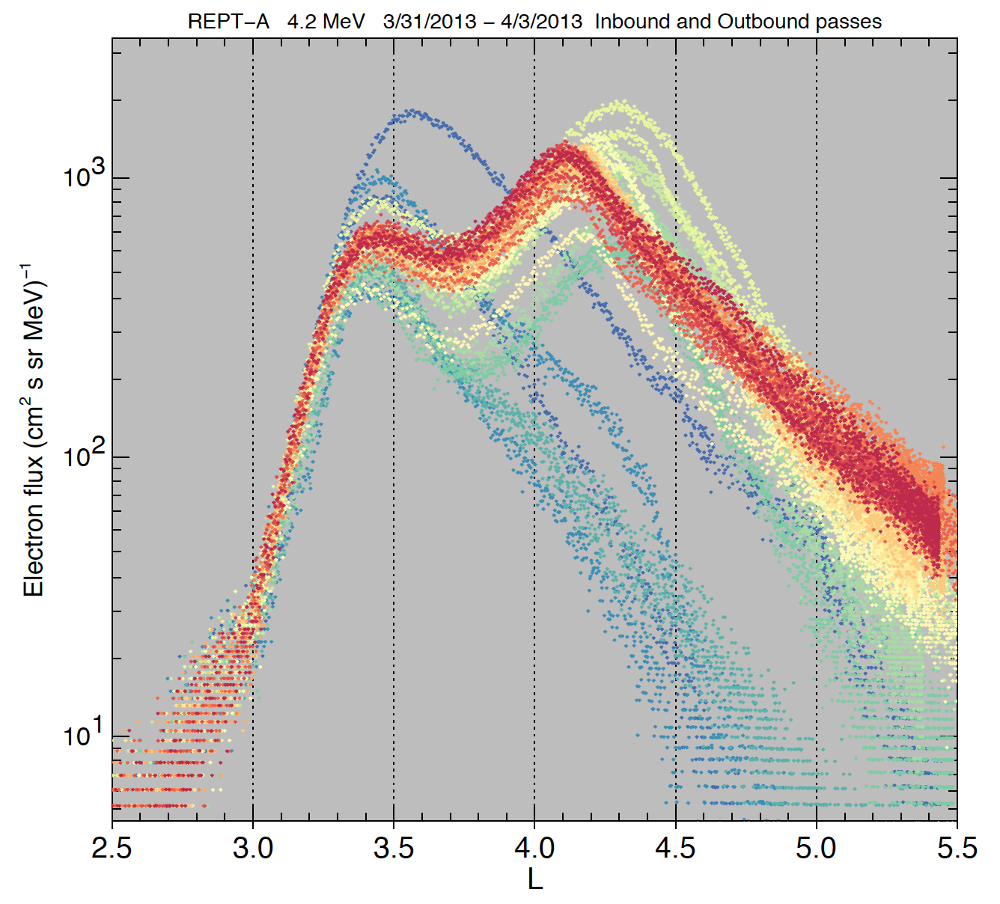 REPT−A 4.2 MeV 3/31/2013 − 4/3/2013 Inbound and Outbound passes
Electron flux (cm² s sr MeV)⁻¹
10³
10²
10¹
2.5 3.0 3.5 4.0 4.5 5.0 5.5
L